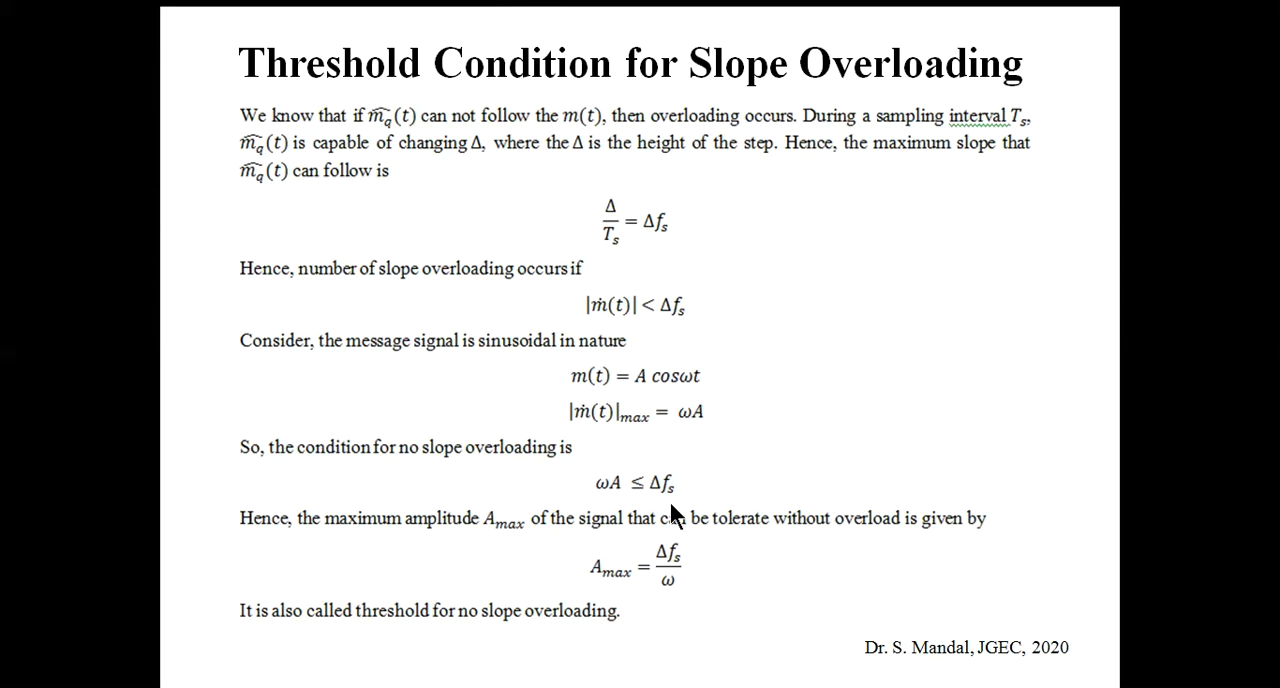 Threshold Condition for Slope Overloading
We know that if m̂q(t) can not follow the m(t), then overloading occurs. During a sampling interval Ts,
m̂q(t) is capable of changing Δ, where the Δ is the height of the step. Hence, the maximum slope that
m̂q(t) can follow is
Δ/Ts = Δfs
Hence, number of slope overloading occurs if
|ṁ(t)| < Δfs
Consider, the message signal is sinusoidal in nature
m(t) = A cosωt
|ṁ(t)|max = ωA
So, the condition for no slope overloading is
ωA ≤ Δfs
Hence, the maximum amplitude Amax of the signal that can be tolerate without overload is given by
Amax = Δfs/ω
It is also called threshold for no slope overloading.
Dr. S. Mandal, JGEC, 2020